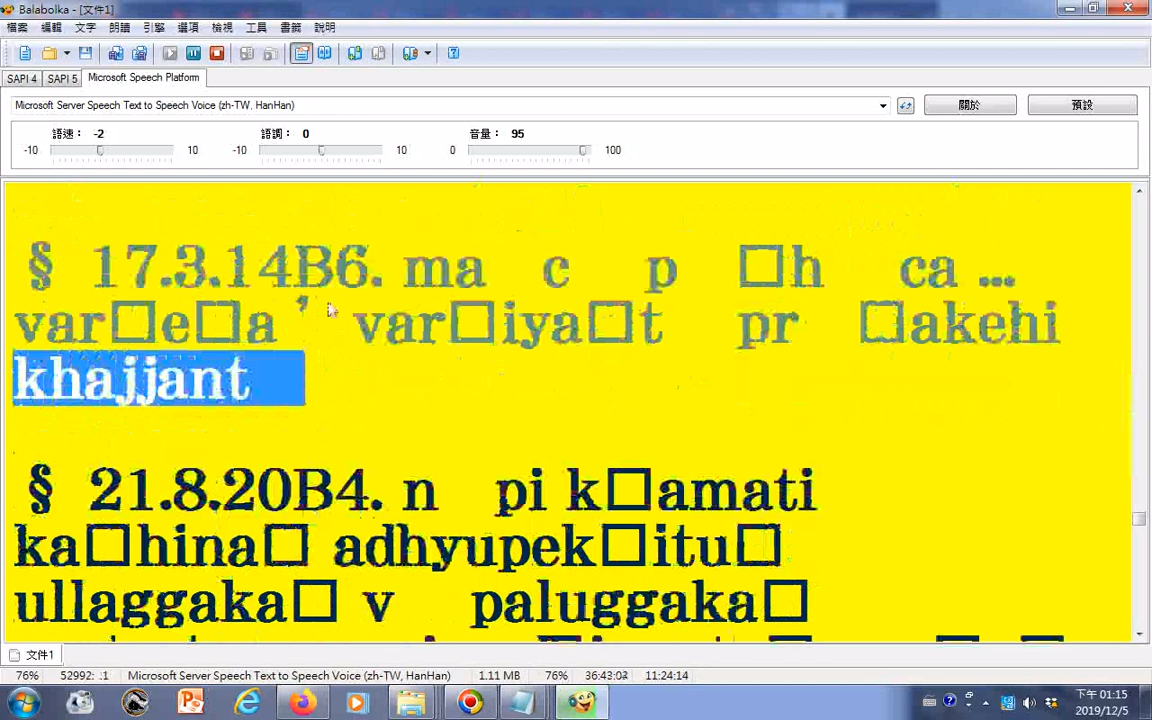 Balabolka - [文件1]
檔案 編輯 文字 朗讀 引擎 選項 檢視 工具 書籤 說明
SAPI 4 SAPI 5 Microsoft Speech Platform
Microsoft Server Speech Text to Speech Voice (zh-TW, HanHan) 關於 預設
語速： -2 語調： 0 音量： 95
-10 10 -10 10 0 100
§ 17.3.14B6. ma c p □h ca ...
var□e□a ’ var□iya□t pr □akehi
khajjant
§ 21.8.20B4. n pi k□amati
ka□hina□ adhyupek□itu□
ullaggaka□ v paluggaka□
文件1
76% 52992: .1 Microsoft Server Speech Text to Speech Voice (zh-TW, HanHan) 1.11 MB 76% 36:43:02 11:24:14
下午 01:15
2019/12/5